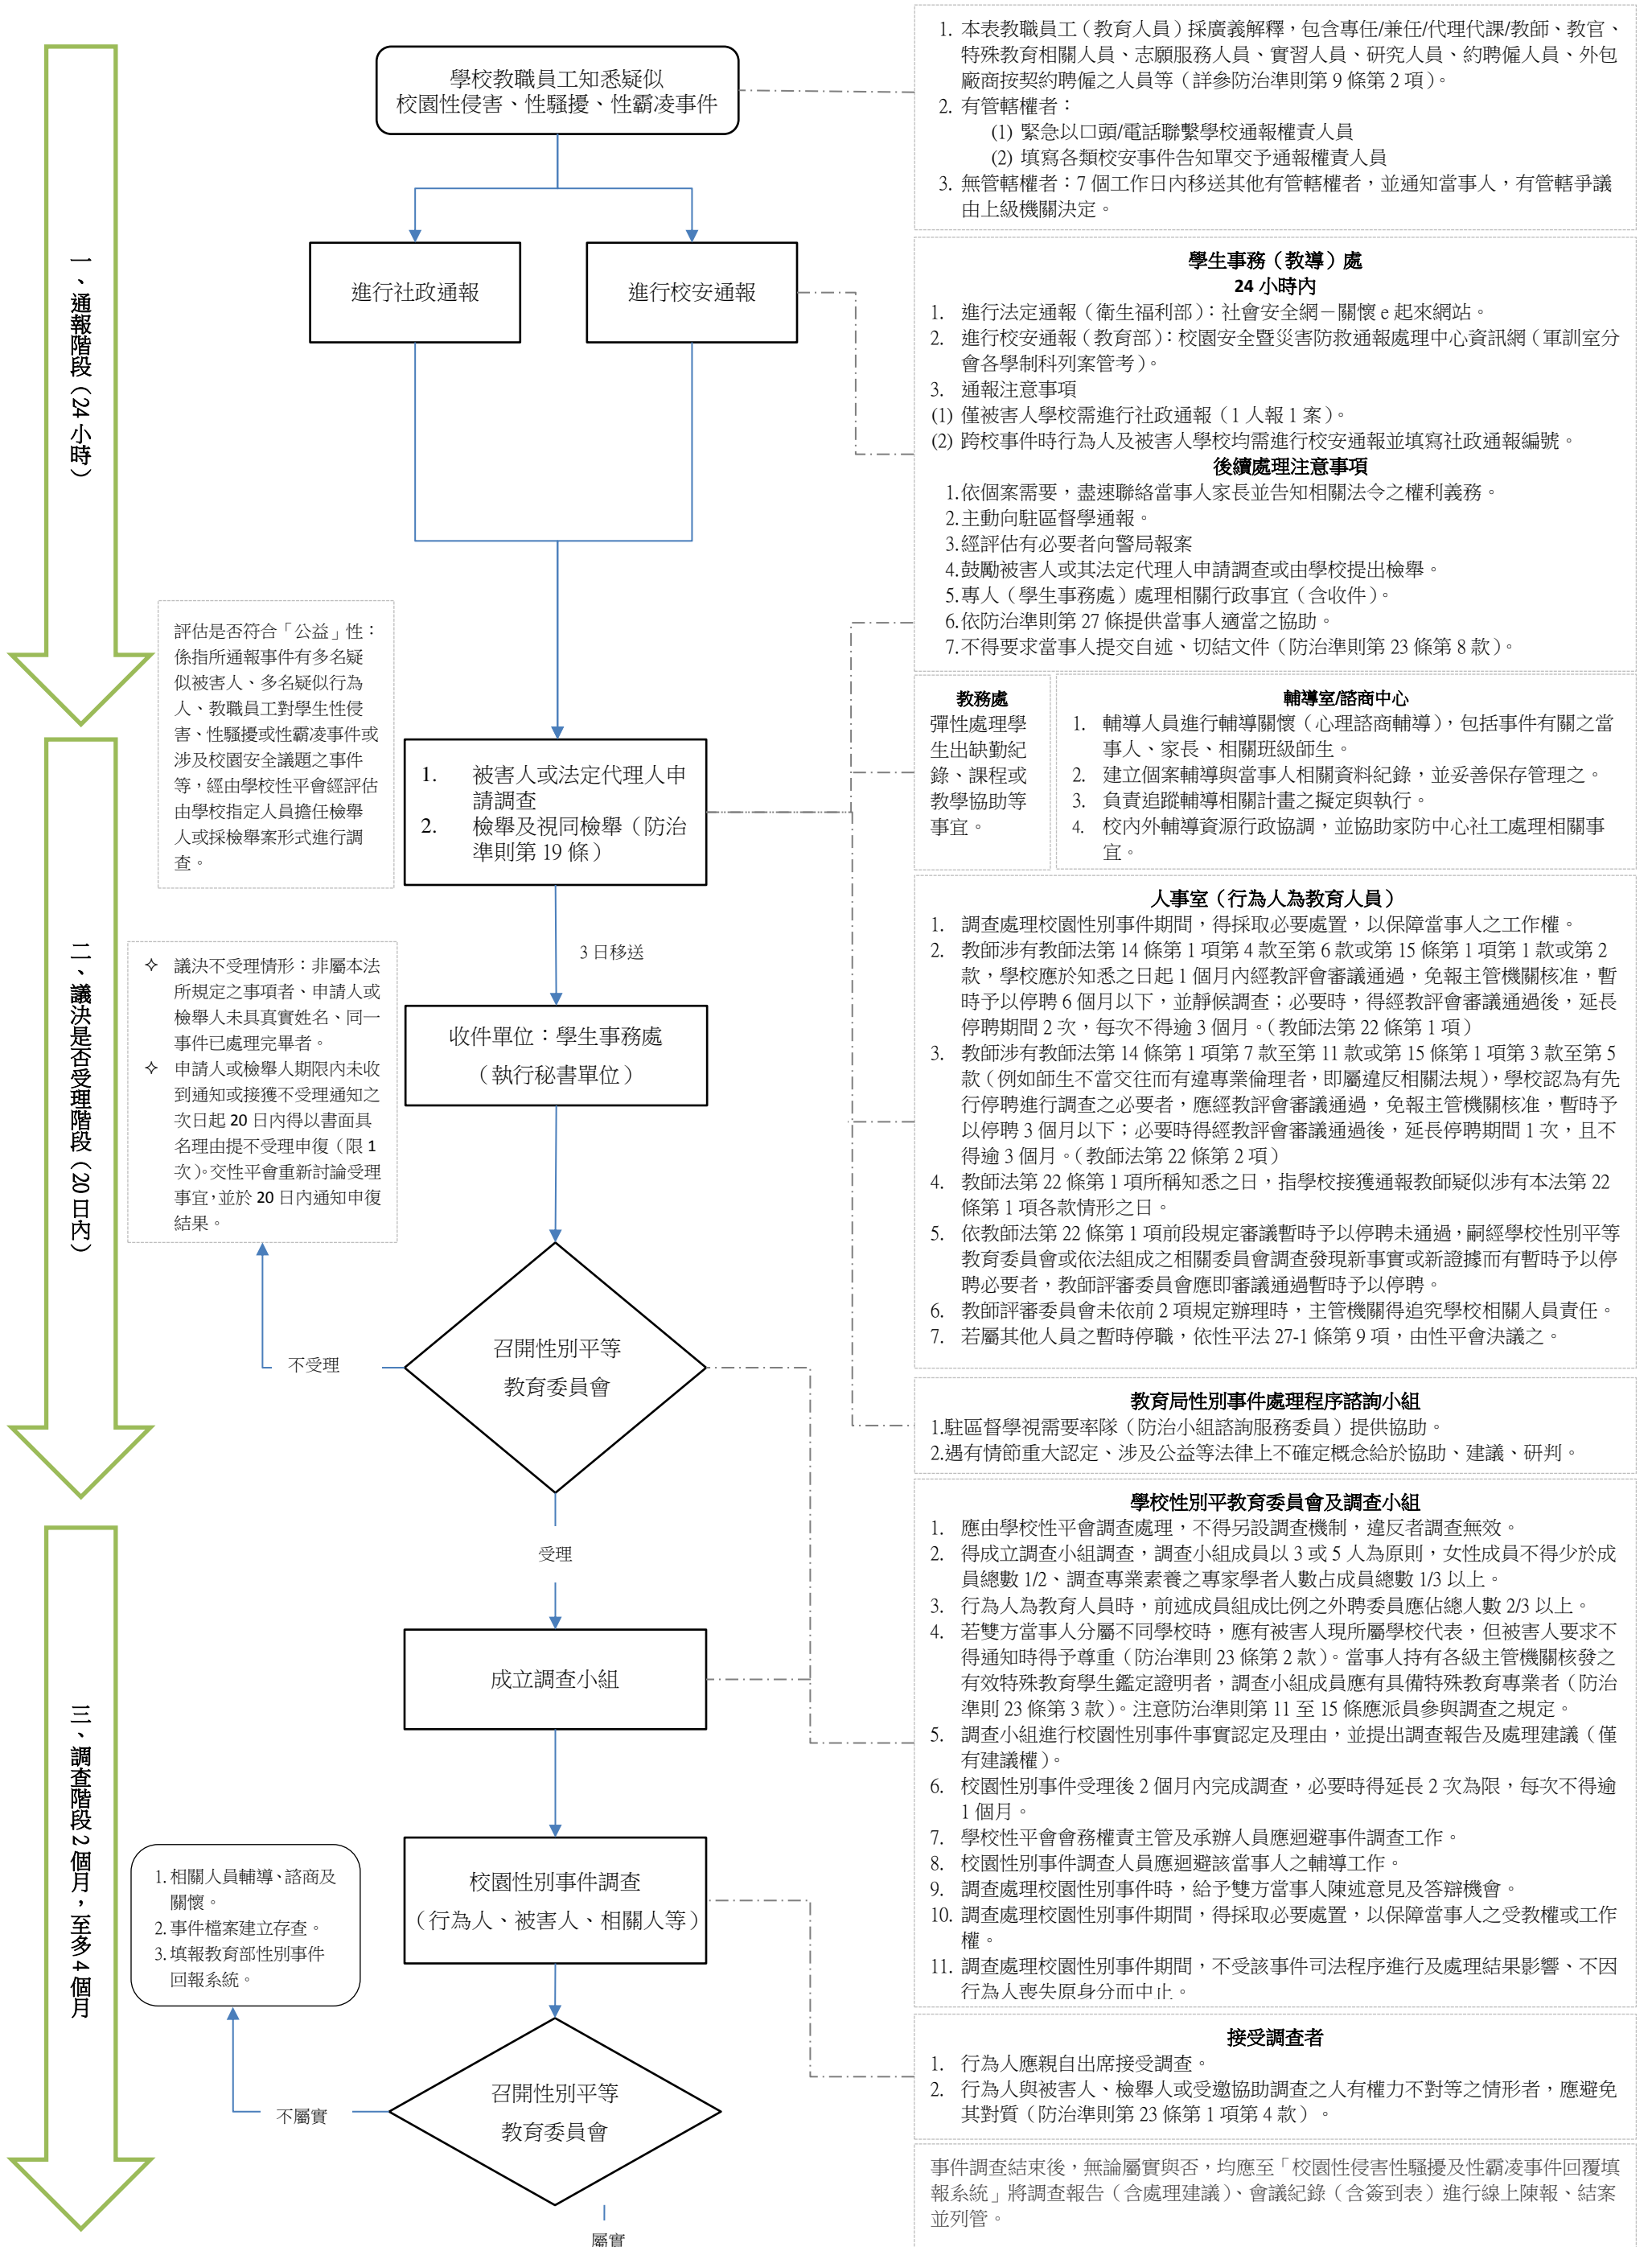 學校教職員工知悉疑似
校園性侵害、性騷擾、性霸凌事件
1. 本表教職員工（教育人員）採廣義解釋，包含專任/兼任/代理代課/教師、教官、
特殊教育相關人員、志願服務人員、實習人員、研究人員、約聘僱人員、外包
廠商按契約聘僱之人員等（詳參防治準則第 9 條第 2 項）。
2. 有管轄權者：
(1) 緊急以口頭/電話聯繫學校通報權責人員
(2) 填寫各類校安事件告知單交予通報權責人員
3. 無管轄權者：7 個工作日內移送其他有管轄權者，並通知當事人，有管轄爭議
由上級機關決定。
一、通報階段（24 小時）
進行社政通報
進行校安通報
學生事務（教導）處
24 小時內
1. 進行法定通報（衛生福利部）：社會安全網－關懷 e 起來網站。
2. 進行校安通報（教育部）：校園安全暨災害防救通報處理中心資訊網（軍訓室分
會各學制科列案管考）。
3. 通報注意事項
(1) 僅被害人學校需進行社政通報（1 人報 1 案）。
(2) 跨校事件時行為人及被害人學校均需進行校安通報並填寫社政通報編號。
後續處理注意事項
1.依個案需要，盡速聯絡當事人家長並告知相關法令之權利義務。
2.主動向駐區督學通報。
3.經評估有必要者向警局報案
4.鼓勵被害人或其法定代理人申請調查或由學校提出檢舉。
5.專人（學生事務處）處理相關行政事宜（含收件）。
6.依防治準則第 27 條提供當事人適當之協助。
7.不得要求當事人提交自述、切結文件（防治準則第 23 條第 8 款）。
評估是否符合「公益」性：
係指所通報事件有多名疑
似被害人、多名疑似行為
人、教職員工對學生性侵
害、性騷擾或性霸凌事件或
涉及校園安全議題之事件
等，經由學校性平會經評估
由學校指定人員擔任檢舉
人或採檢舉案形式進行調
查。
1. 被害人或法定代理人申
請調查
2. 檢舉及視同檢舉（防治
準則第 19 條）
教務處
彈性處理學
生出缺勤紀
錄、課程或
教學協助等
事宜。
輔導室/諮商中心
1. 輔導人員進行輔導關懷（心理諮商輔導），包括事件有關之當
事人、家長、相關班級師生。
2. 建立個案輔導與當事人相關資料紀錄，並妥善保存管理之。
3. 負責追蹤輔導相關計畫之擬定與執行。
4. 校內外輔導資源行政協調，並協助家防中心社工處理相關事
宜。
二、議決是否受理階段（20日內）
3 日移送
✧ 議決不受理情形：非屬本法
所規定之事項者、申請人或
檢舉人未具真實姓名、同一
事件已處理完畢者。
✧ 申請人或檢舉人期限內未收
到通知或接獲不受理通知之
次日起 20 日內得以書面具
名理由提不受理申復（限 1
次）。交性平會重新討論受理
事宜，並於 20 日內通知申復
結果。
收件單位：學生事務處
（執行秘書單位）
人事室（行為人為教育人員）
1. 調查處理校園性別事件期間，得採取必要處置，以保障當事人之工作權。
2. 教師涉有教師法第 14 條第 1 項第 4 款至第 6 款或第 15 條第 1 項第 1 款或第 2
款，學校應於知悉之日起 1 個月內經教評會審議通過，免報主管機關核准，暫
時予以停聘 6 個月以下，並靜候調查；必要時，得經教評會審議通過後，延長
停聘期間 2 次，每次不得逾 3 個月。（教師法第 22 條第 1 項）
3. 教師涉有教師法第 14 條第 1 項第 7 款至第 11 款或第 15 條第 1 項第 3 款至第 5
款（例如師生不當交往而有違專業倫理者，即屬違反相關法規），學校認為有先
行停聘進行調查之必要者，應經教評會審議通過，免報主管機關核准，暫時予
以停聘 3 個月以下；必要時得經教評會審議通過後，延長停聘期間 1 次，且不
得逾 3 個月。（教師法第 22 條第 2 項）
4. 教師法第 22 條第 1 項所稱知悉之日，指學校接獲通報教師疑似涉有本法第 22
條第 1 項各款情形之日。
5. 依教師法第 22 條第 1 項前段規定審議暫時予以停聘未通過，嗣經學校性別平等
教育委員會或依法組成之相關委員會調查發現新事實或新證據而有暫時予以停
聘必要者，教師評審委員會應即審議通過暫時予以停聘。
6. 教師評審委員會未依前 2 項規定辦理時，主管機關得追究學校相關人員責任。
7. 若屬其他人員之暫時停職，依性平法 27-1 條第 9 項，由性平會決議之。
召開性別平等
教育委員會
不受理
受理
教育局性別事件處理程序諮詢小組
1.駐區督學視需要率隊（防治小組諮詢服務委員）提供協助。
2.遇有情節重大認定、涉及公益等法律上不確定概念給於協助、建議、研判。
三、調查階段2個月，至多4個月
成立調查小組
學校性別平教育委員會及調查小組
1. 應由學校性平會調查處理，不得另設調查機制，違反者調查無效。
2. 得成立調查小組調查，調查小組成員以 3 或 5 人為原則，女性成員不得少於成
員總數 1/2、調查專業素養之專家學者人數占成員總數 1/3 以上。
3. 行為人為教育人員時，前述成員組成比例之外聘委員應佔總人數 2/3 以上。
4. 若雙方當事人分屬不同學校時，應有被害人現所屬學校代表，但被害人要求不
得通知時得予尊重（防治準則 23 條第 2 款）。當事人持有各級主管機關核發之
有效特殊教育學生鑑定證明者，調查小組成員應有具備特殊教育專業者（防治
準則 23 條第 3 款）。注意防治準則第 11 至 15 條應派員參與調查之規定。
5. 調查小組進行校園性別事件事實認定及理由，並提出調查報告及處理建議（僅
有建議權）。
6. 校園性別事件受理後 2 個月內完成調查，必要時得延長 2 次為限，每次不得逾
1 個月。
7. 學校性平會會務權責主管及承辦人員應迴避事件調查工作。
8. 校園性別事件調查人員應迴避該當事人之輔導工作。
9. 調查處理校園性別事件時，給予雙方當事人陳述意見及答辯機會。
10. 調查處理校園性別事件期間，得採取必要處置，以保障當事人之受教權或工作
權。
11. 調查處理校園性別事件期間，不受該事件司法程序進行及處理結果影響、不因
行為人喪失原身分而中止。
校園性別事件調查
（行為人、被害人、相關人等）
1. 相關人員輔導、諮商及
關懷。
2. 事件檔案建立存查。
3. 填報教育部性別事件
回報系統。
召開性別平等
教育委員會
不屬實
屬實
接受調查者
1. 行為人應親自出席接受調查。
2. 行為人與被害人、檢舉人或受邀協助調查之人有權力不對等之情形者，應避免
其對質（防治準則第 23 條第 1 項第 4 款）。
事件調查結束後，無論屬實與否，均應至「校園性侵害性騷擾及性霸凌事件回覆填
報系統」將調查報告（含處理建議）、會議紀錄（含簽到表）進行線上陳報、結案
並列管。